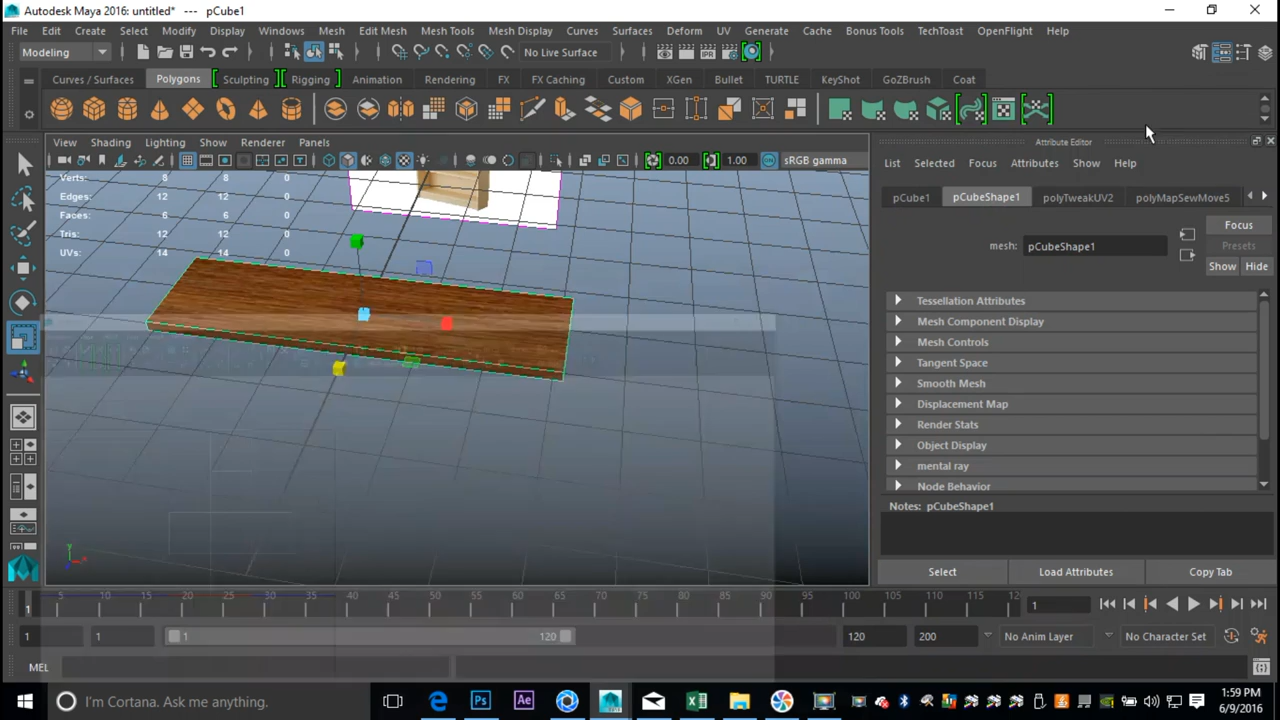 Autodesk Maya 2016: untitled* --- pCube1
File Edit Create Select Modify Display Windows Mesh Edit Mesh Mesh Tools Mesh Display Curves Surfaces Deform UV Generate Cache Bonus Tools TechToast OpenFlight Help
Modeling No Live Surface
Curves / Surfaces Polygons Sculpting Rigging Animation Rendering FX FX Caching Custom XGen Bullet TURTLE KeyShot GoZBrush Coat
View Shading Lighting Show Renderer Panels
Attribute Editor
0.00 1.00 sRGB gamma
List Selected Focus Attributes Show Help
Verts: 8 8 0
Edges: 12 12 0
Faces: 6 6 0
Tris: 12 12 0
UVs: 14 14 0
pCube1 pCubeShape1 polyTweakUV2 polyMapSewMove5
mesh: pCubeShape1
Focus
Presets
Show Hide
Tessellation Attributes
Mesh Component Display
Mesh Controls
Tangent Space
Smooth Mesh
Displacement Map
Render Stats
Object Display
mental ray
Node Behavior
Notes: pCubeShape1
Select Load Attributes Copy Tab
y x
1 5 10 15 20 25 30 35 40 45 50 55 60 65 70 75 80 85 90 95 100 105 110 115 12 1
1 1 1 120 120 200 No Anim Layer No Character Set
MEL
I'm Cortana. Ask me anything.
1:59 PM
6/9/2016